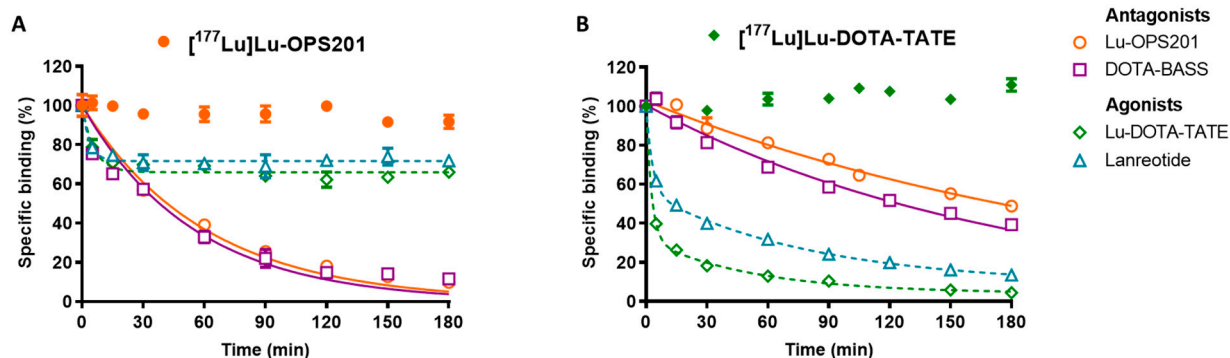 A
[¹⁷⁷Lu]Lu-OPS201
Specific binding (%)
120
100
80
60
40
20
0
0 30 60 90 120 150 180
Time (min)
B
[¹⁷⁷Lu]Lu-DOTA-TATE
Specific binding (%)
120
100
80
60
40
20
0
0 30 60 90 120 150 180
Time (min)
Antagonists
Lu-OPS201
DOTA-BASS
Agonists
Lu-DOTA-TATE
Lanreotide